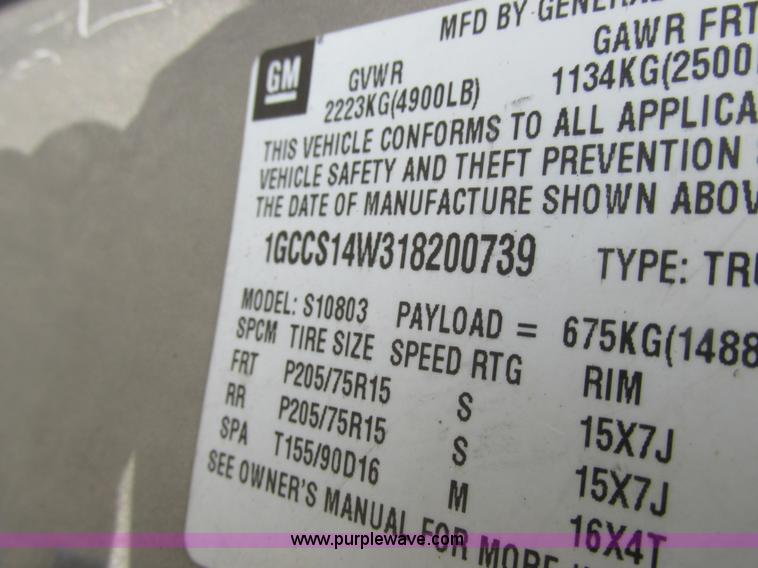 MFD BY GENERAL
GM
GVWR
GAWR FRT
2223KG(4900LB)
1134KG(2500
THIS VEHICLE CONFORMS TO ALL APPLICA
VEHICLE SAFETY AND THEFT PREVENTION
THE DATE OF MANUFACTURE SHOWN ABOV
1GCCS14W318200739 TYPE: TRU
MODEL: S10803 PAYLOAD = 675KG(1488
SPCM TIRE SIZE SPEED RTG RIM
FRT P205/75R15 S 15X7J
RR P205/75R15 S 15X7J
SPA T155/90D16 M 16X4T
SEE OWNER'S MANUAL FOR MORE
www.purplewave.com